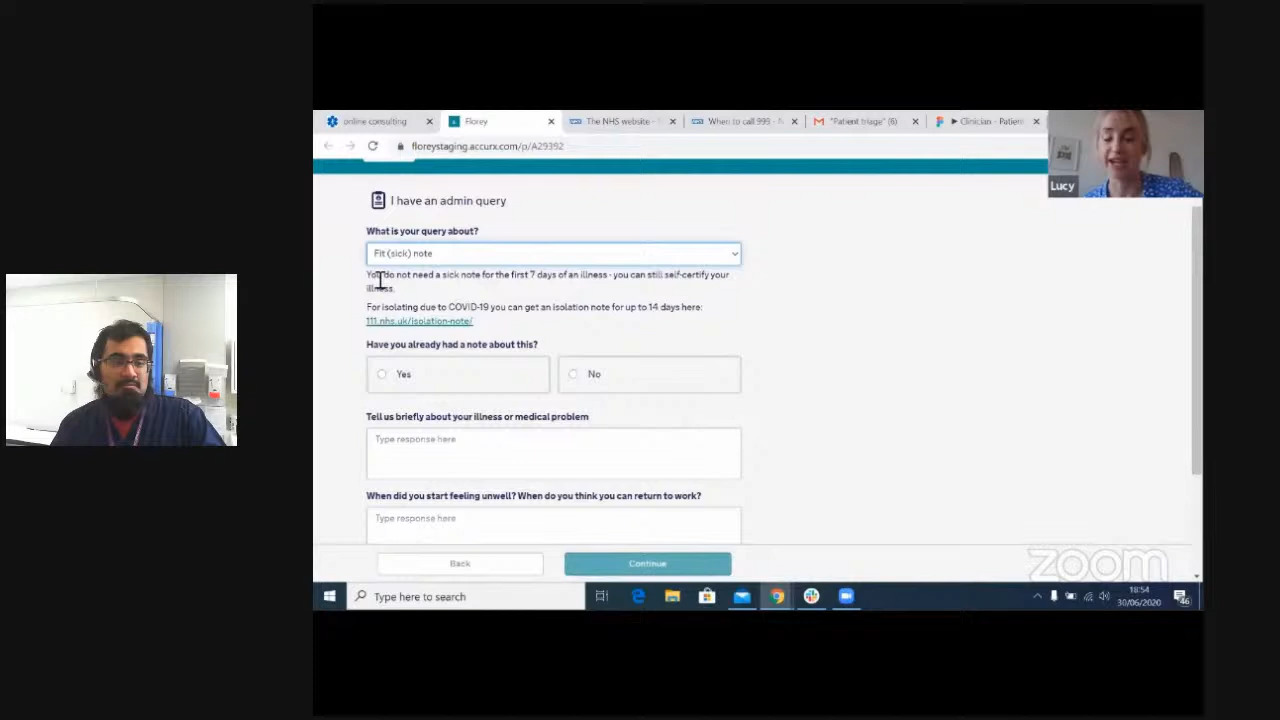 online consulting
Florey
The NHS website -
When to call 999 - N
"Patient triage" (6)
Clinician - Patient
floreystaging.accurx.com/p/A29392
Lucy
I have an admin query
What is your query about?
Fit (sick) note
You do not need a sick note for the first 7 days of an illness - you can still self-certify your
illness.
For isolating due to COVID-19 you can get an isolation note for up to 14 days here:
111.nhs.uk/isolation-note/
Have you already had a note about this?
Yes
No
Tell us briefly about your illness or medical problem
Type response here
When did you start feeling unwell? When do you think you can return to work?
Type response here
Back
Continue
zoom
Type here to search
18:54
30/06/2020
46